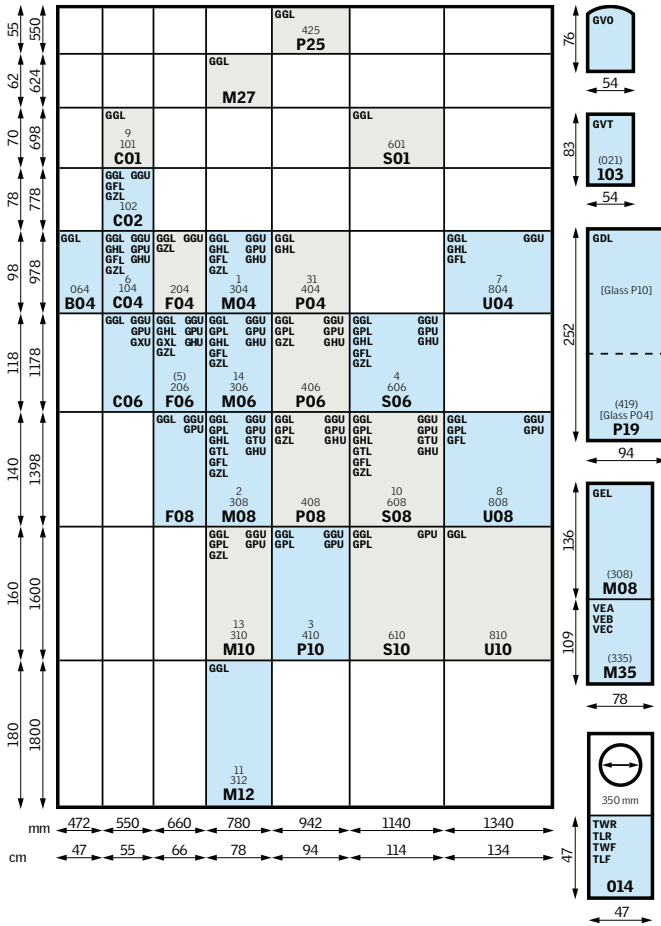 55 550
GGL
425
P25
62 624
GGL
M27
70 698
GGL
9
101
C01
GGL
601
S01
78 778
GGL GGU
GFL
GZL
102
C02
98 978
GGL
064
B04
GGL GGU
GHL GPU
GFL GHU
GZL
6
104
C04
GGL GGU
GZL
204
F04
GGL GGU
GHL GPU
GFL GHU
GZL
1
304
M04
GGL
GHL
31
404
P04
GGL GGU
GHL
GFL
7
804
U04
118 1178
GGL GGU
GPU
GXU
C06
GGL GGU
GHL GPU
GXL GHU
GZL
(5)
206
F06
GGL GGU
GPL GPU
GHL GHU
GFL
GZL
14
306
M06
GGL GGU
GPL GPU
GZL GHU
406
P06
GGL GGU
GPL GPU
GHL GHU
GFL
GZL
4
606
S06
140 1398
GGL GGU
GPU
F08
GGL GGU
GPL GPU
GHL GTU
GTL GHU
GFL
GZL
2
308
M08
GGL GGU
GPL GPU
GZL GHU
408
P08
GGL GGU
GPL GPU
GHL GTU
GTL GHU
GFL
GZL
10
608
S08
GGL GGU
GPL GPU
GFL
8
808
U08
160 1600
GGL GGU
GPL GPU
GZL
13
310
M10
GGL GGU
GPL GPU
3
410
P10
GGL GPU
GPL
610
S10
GGL
810
U10
180 1800
GGL
11
312
M12
mm 472 550 660 780 942 1140 1340
cm 47 55 66 78 94 114 134
GVO
76
54
GVT
83
(021)
103
54
GDL
[Glass P10]
252
(419)
[Glass P04]
P19
94
GEL
136
(308)
M08
VEA
VEB
VEC
109
(335)
M35
78
350 mm
TWR
TLR
TWF
TLF
47
014
47